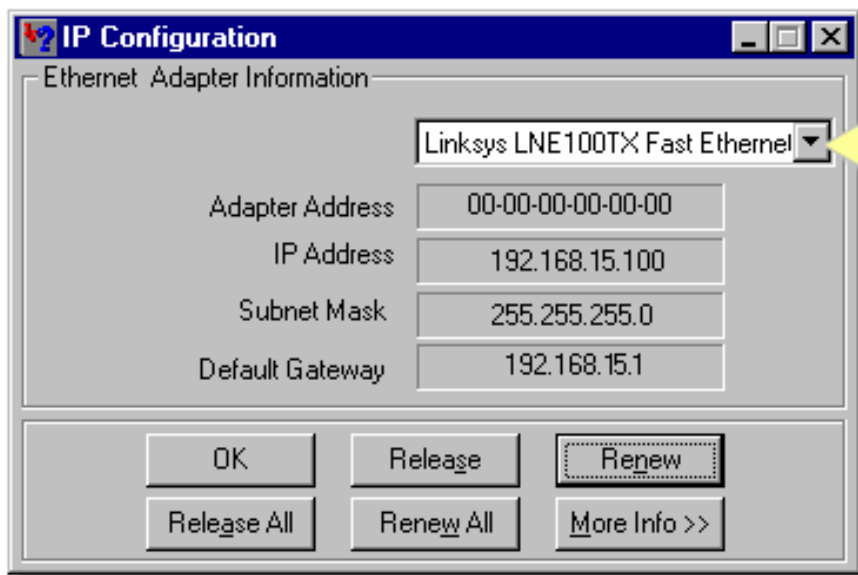 IP Configuration
Ethernet Adapter Information
Linksys LNE100TX Fast Ethernet
Adapter Address 00-00-00-00-00-00
IP Address 192.168.15.100
Subnet Mask 255.255.255.0
Default Gateway 192.168.15.1
OK Release Renew
Release All Renew All More Info >>